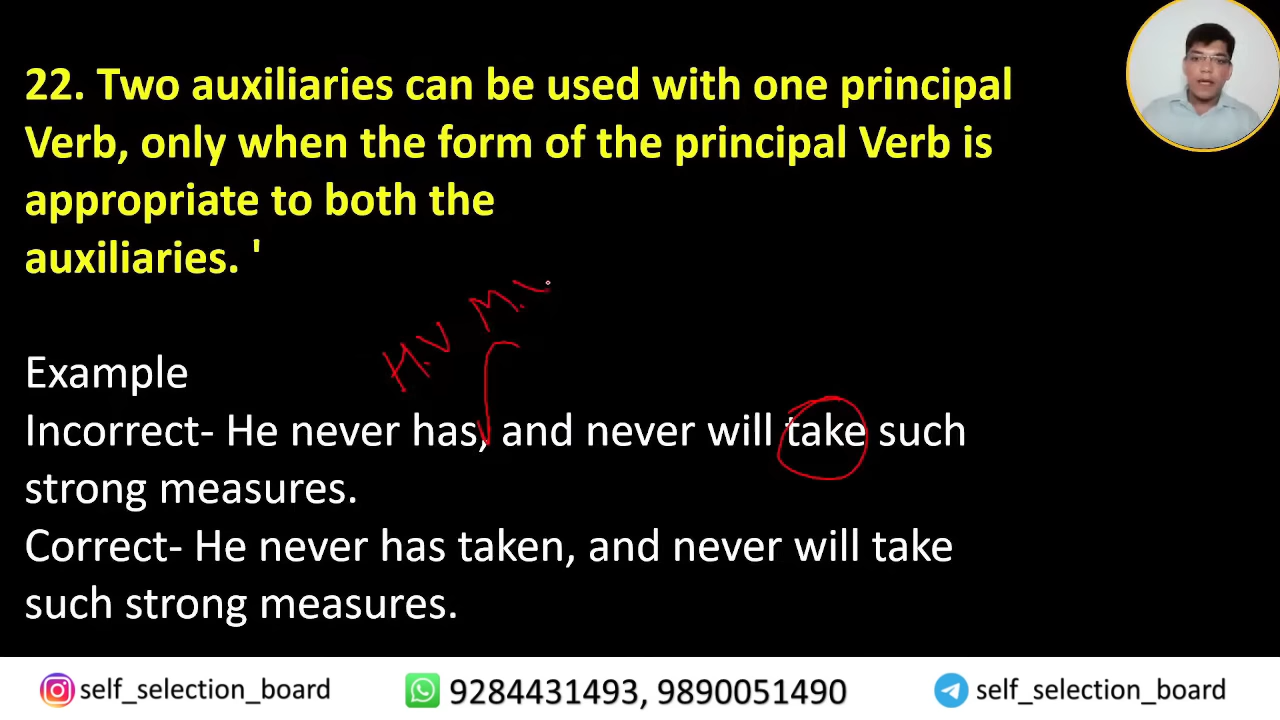 22. Two auxiliaries can be used with one principal
Verb, only when the form of the principal Verb is
appropriate to both the
auxiliaries. '
H.V M.V
Example
Incorrect- He never has, and never will take such
strong measures.
Correct- He never has taken, and never will take
such strong measures.
self_selection_board 9284431493, 9890051490 self_selection_board